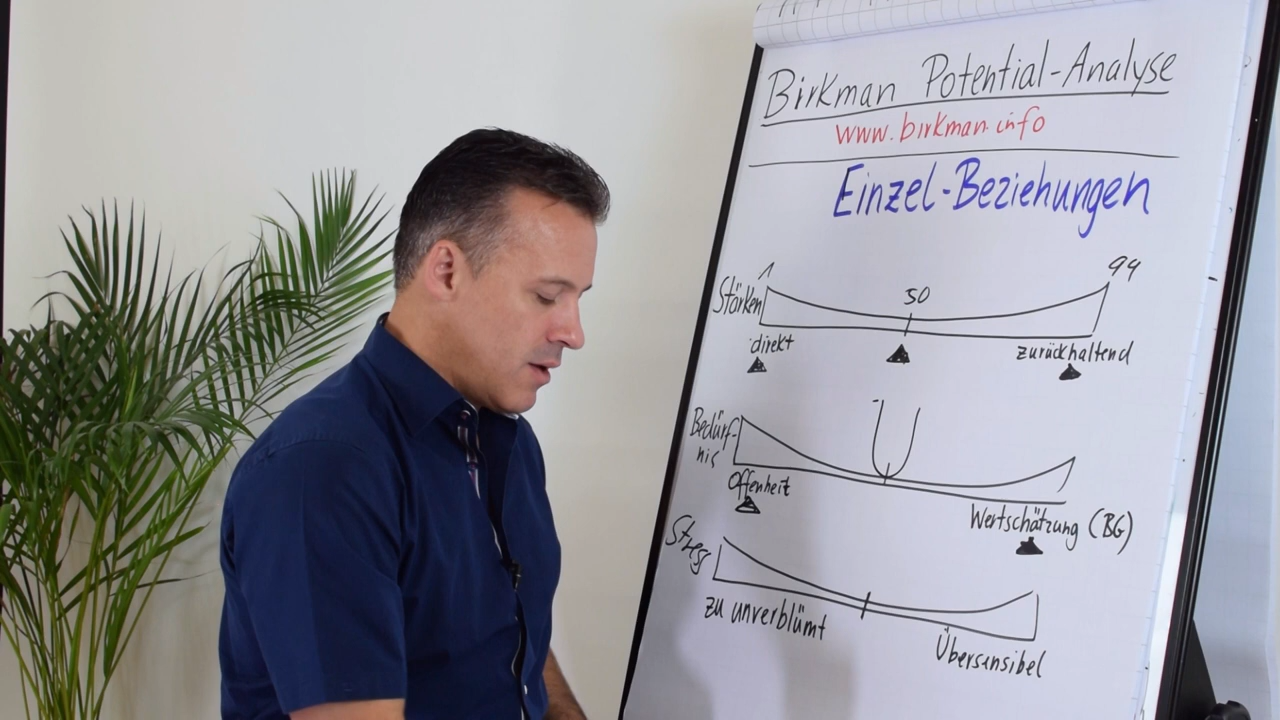 Birkman Potential-Analyse
www.birkman.info
Einzel-Beziehungen
1 50 99
Stärken
direkt zurückhaltend
Bedürf-
nis
Offenheit Wertschätzung (BG)
Stress
zu unverblümt Übersensibel